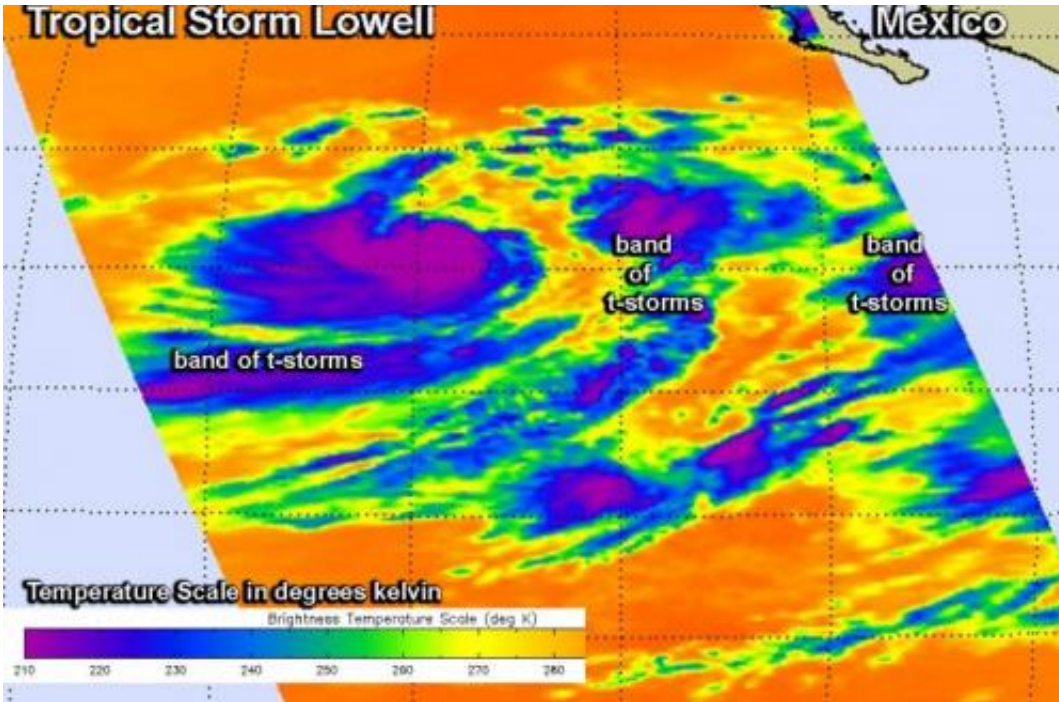 Tropical Storm Lowell
Mexico
band
of
t-storms
band
of
t-storms
band of t-storms
Temperature Scale in degrees kelvin
Brightness Temperature Scale (deg K)
210 220 230 240 250 260 270 280